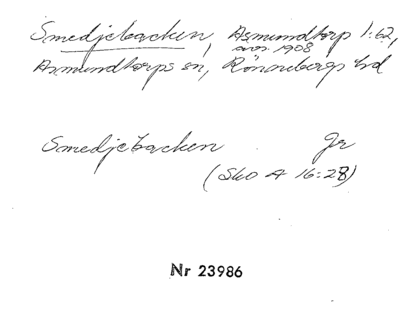 Smedjebacken, Asmundtorp 1:62,
avs. 1908
Asmundtorps sn, Rönnebergs hd
Smedjebacken Gr
(Sko A 16:28)
Nr 23986